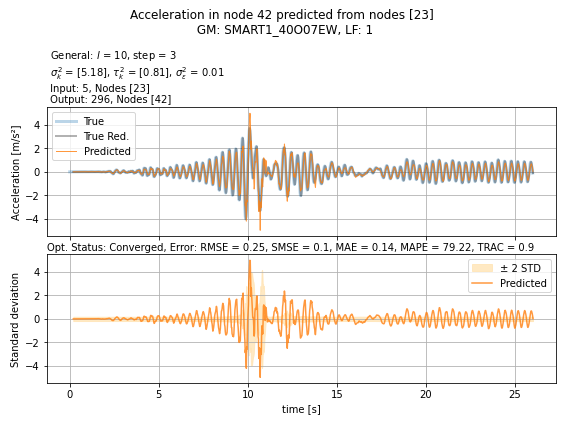 Acceleration in node 42 predicted from nodes [23]
GM: SMART1_40O07EW, LF: 1
General: l = 10, step = 3
σ²ₖ = [5.18], τ²ₖ = [0.81], σ²ε = 0.01
Input: 5, Nodes [23]
Output: 296, Nodes [42]
True
True Red.
Predicted
Acceleration [m/s²]
4
2
0
−2
−4
Opt. Status: Converged, Error: RMSE = 0.25, SMSE = 0.1, MAE = 0.14, MAPE = 79.22, TRAC = 0.9
± 2 STD
Predicted
Standard deviation
4
2
0
−2
−4
0 5 10 15 20 25
time [s]